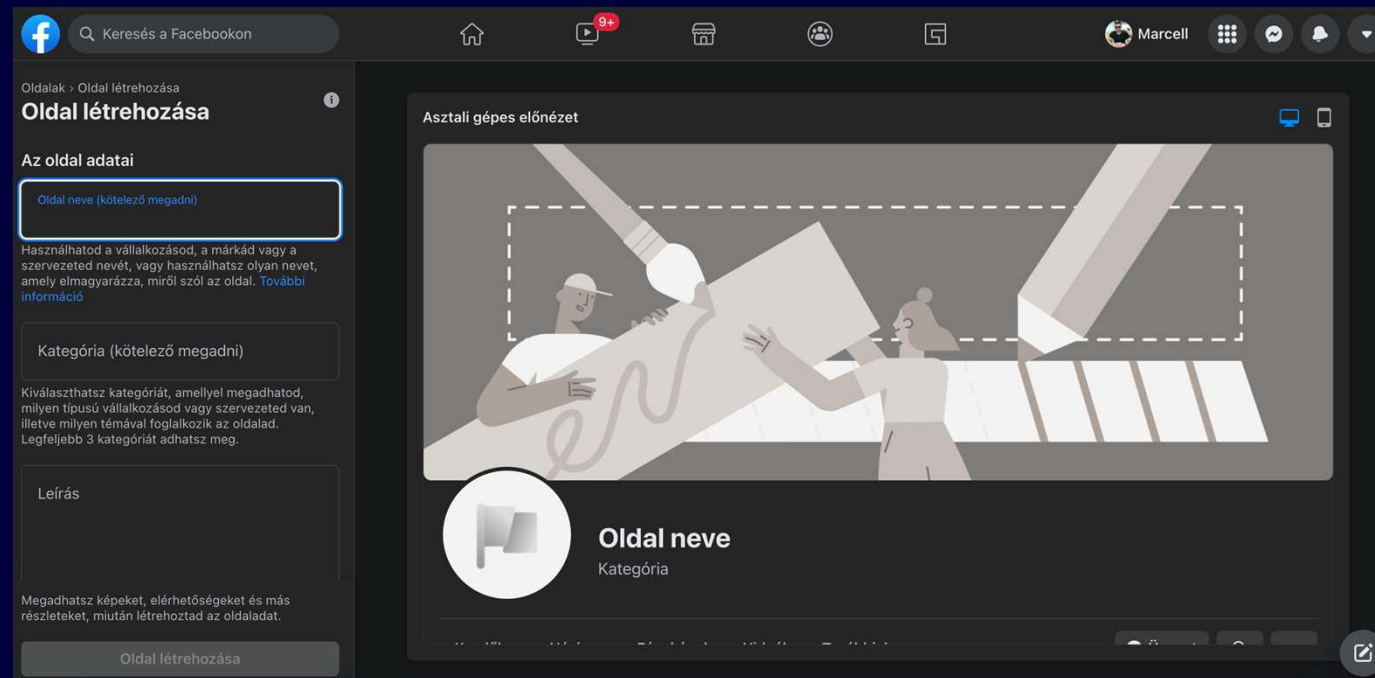 Keresés a Facebookon
9+
Marcell
Oldalak › Oldal létrehozása
Oldal létrehozása
Az oldal adatai
Oldal neve (kötelező megadni)
Használhatod a vállalkozásod, a márkád vagy a
szervezeted nevét, vagy használhatsz olyan nevet,
amely elmagyarázza, miről szól az oldal. További
információ
Kategória (kötelező megadni)
Kiválaszthatsz kategóriát, amellyel megadhatod,
milyen típusú vállalkozásod vagy szervezeted van,
illetve milyen témával foglalkozik az oldalad.
Legfeljebb 3 kategóriát adhatsz meg.
Leírás
Megadhatsz képeket, elérhetőségeket és más
részleteket, miután létrehoztad az oldaladat.
Oldal létrehozása
Asztali gépes előnézet
Oldal neve
Kategória